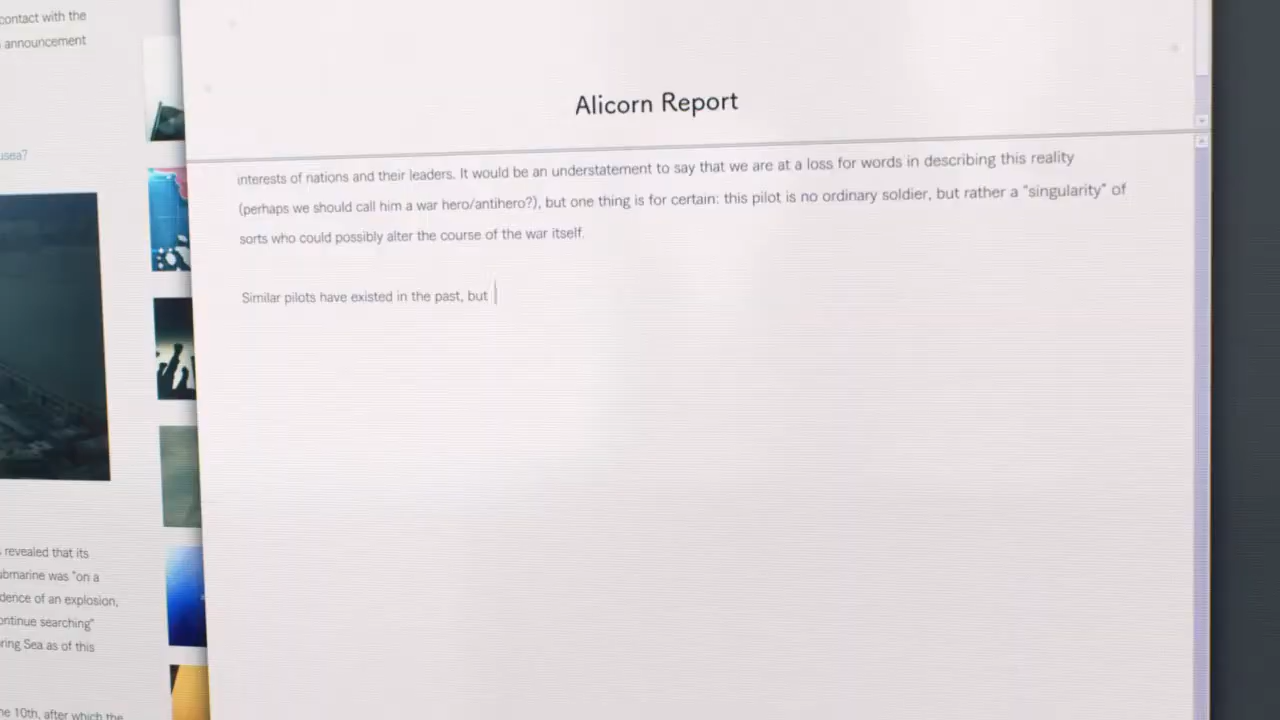 contact with the
announcement
usea?
revealed that its
submarine was "on a
dence of an explosion,
ontinue searching"
ring Sea as of this
10th, after which the
Alicorn Report
interests of nations and their leaders. It would be an understatement to say that we are at a loss for words in describing this reality
(perhaps we should call him a war hero/antihero?), but one thing is for certain: this pilot is no ordinary soldier, but rather a "singularity" of
sorts who could possibly alter the course of the war itself.
Similar pilots have existed in the past, but